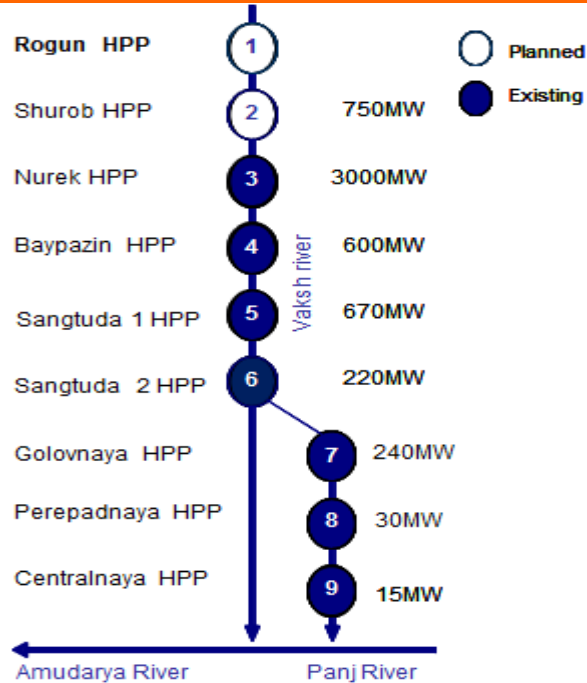 Rogun HPP 1
Planned
Shurob HPP 2 750MW
Existing
Nurek HPP 3 3000MW
Baypazin HPP 4 600MW
Vaksh river
Sangtuda 1 HPP 5 670MW
Sangtuda 2 HPP 6 220MW
Golovnaya HPP 7 240MW
Perepadnaya HPP 8 30MW
Centralnaya HPP 9 15MW
Amudarya River Panj River